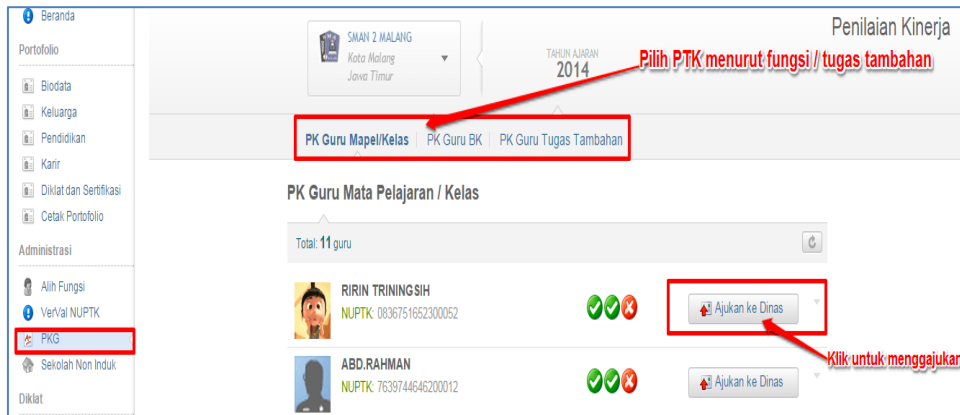 Beranda
Portofolio
Biodata
Keluarga
Pendidikan
Karir
Diklat dan Sertifikasi
Cetak Portofolio
Administrasi
Alih Fungsi
VerVal NUPTK
PKG
Sekolah Non Induk
Diklat
Penilaian Kinerja
SMAN 2 MALANG
Kota Malang
Jawa Timur
TAHUN AJARAN
2014
Pilih PTK menurut fungsi / tugas tambahan
PK Guru Mapel/Kelas PK Guru BK PK Guru Tugas Tambahan
PK Guru Mata Pelajaran / Kelas
Total: 11 guru
RIRIN TRININGSIH
NUPTK: 0836751652300052
Ajukan ke Dinas
Klik untuk menggajukan
ABD.RAHMAN
NUPTK: 7639744646200012
Ajukan ke Dinas